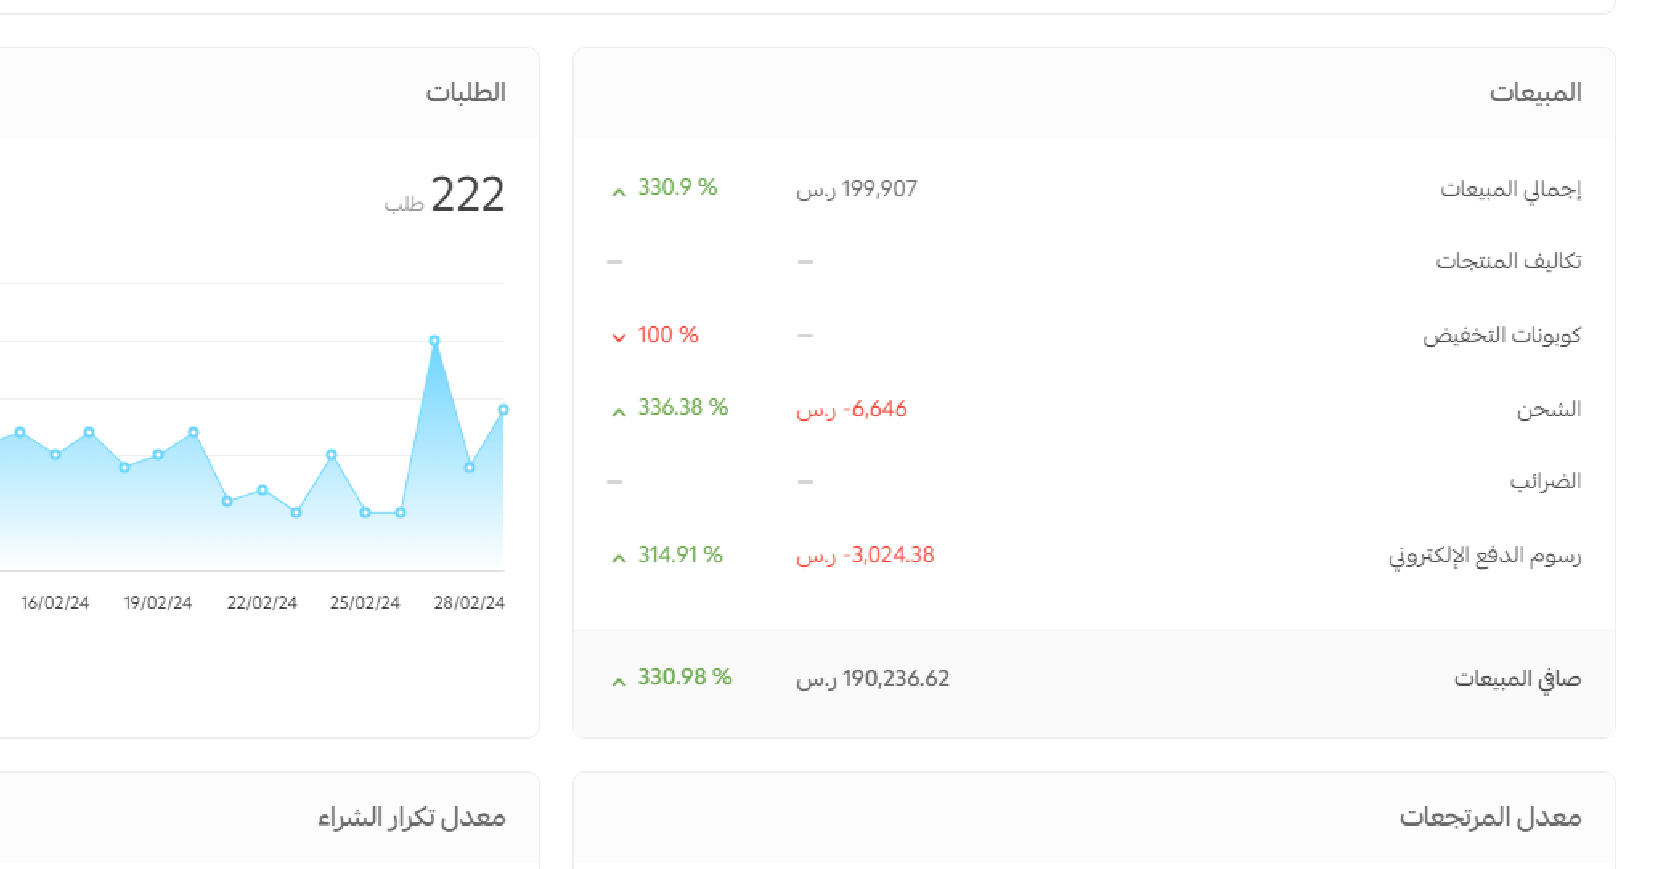 المبيعات
إجمالي المبيعات 199,907 ر.س 330.9 %
تكاليف المنتجات – –
كوبونات التخفيض – 100 %
الشحن -6,646 ر.س 336.38 %
الضرائب – –
رسوم الدفع الإلكتروني -3,024.38 ر.س 314.91 %
صافي المبيعات 190,236.62 ر.س 330.98 %
الطلبات
222 طلب
16/02/24 19/02/24 22/02/24 25/02/24 28/02/24
معدل المرتجعات
معدل تكرار الشراء